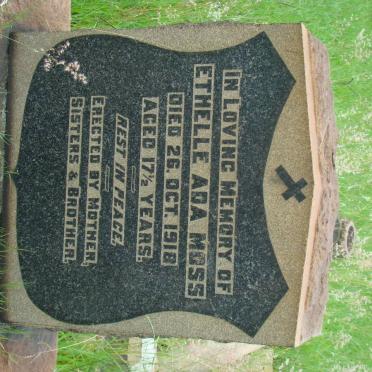 IN LOVING MEMORY OF
ETHELLE ADA MOSS
DIED 26 OCT. 1918
AGED 17½ YEARS.
REST IN PEACE.
ERECTED BY MOTHER,
SISTERS & BROTHER.